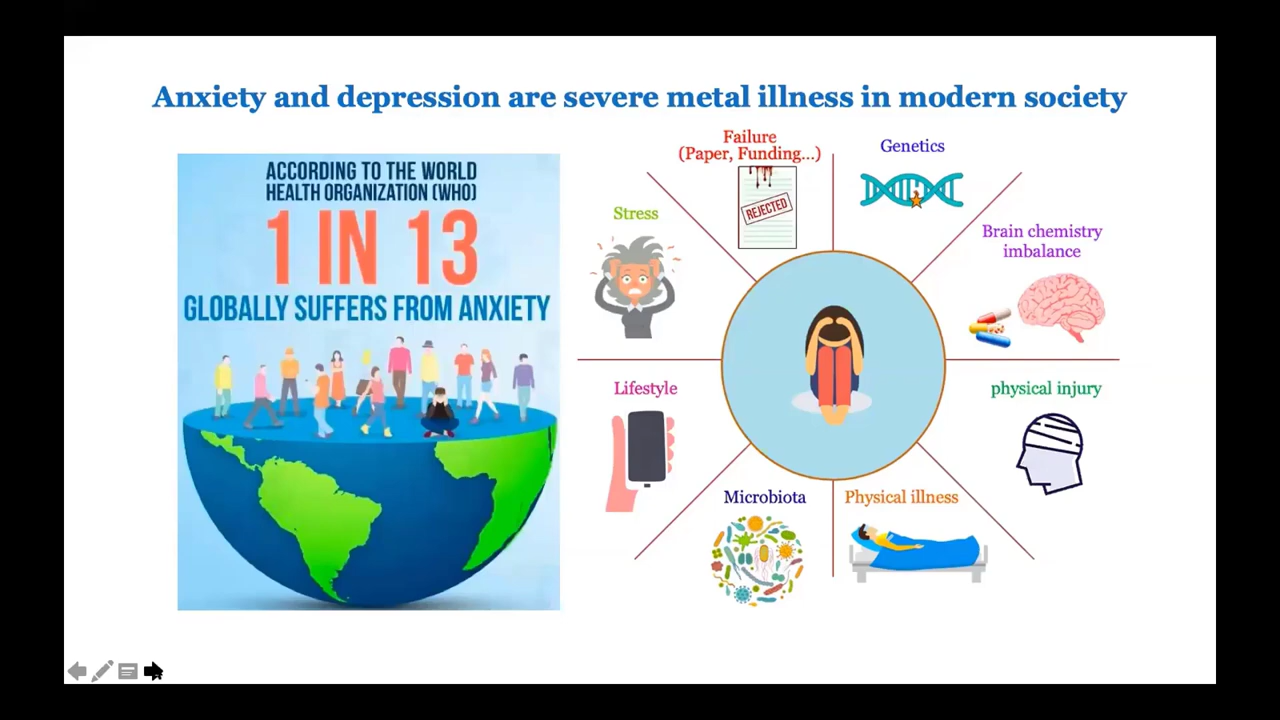 Anxiety and depression are severe metal illness in modern society
ACCORDING TO THE WORLD
HEALTH ORGANIZATION (WHO)
1 IN 13
GLOBALLY SUFFERS FROM ANXIETY
Failure
(Paper, Funding...)
REJECTED
Genetics
Stress
Brain chemistry
imbalance
Lifestyle
physical injury
Microbiota
Physical illness